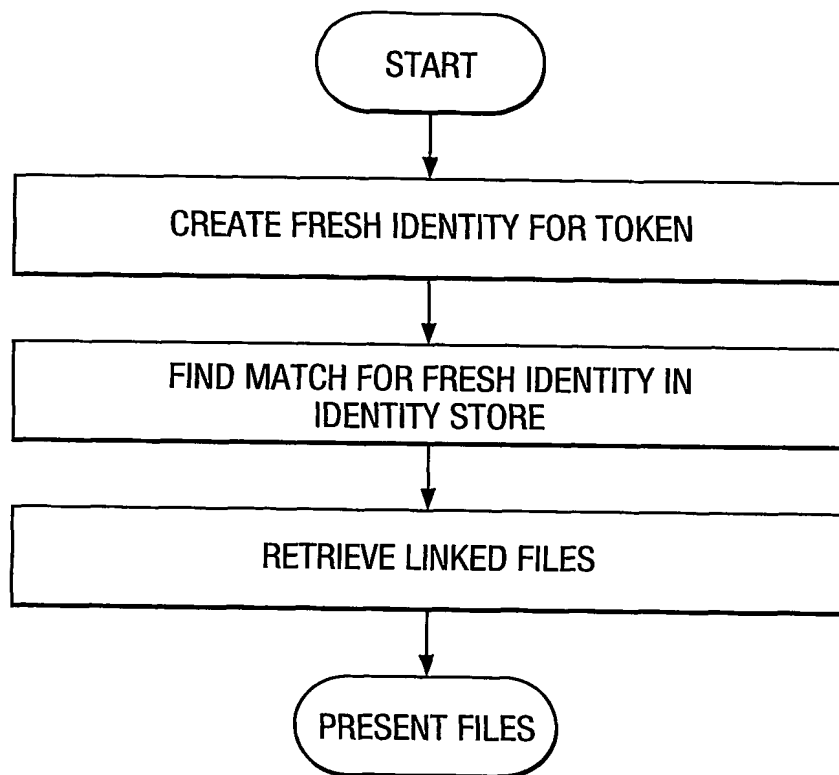 START
CREATE FRESH IDENTITY FOR TOKEN
FIND MATCH FOR FRESH IDENTITY IN
IDENTITY STORE
RETRIEVE LINKED FILES
PRESENT FILES